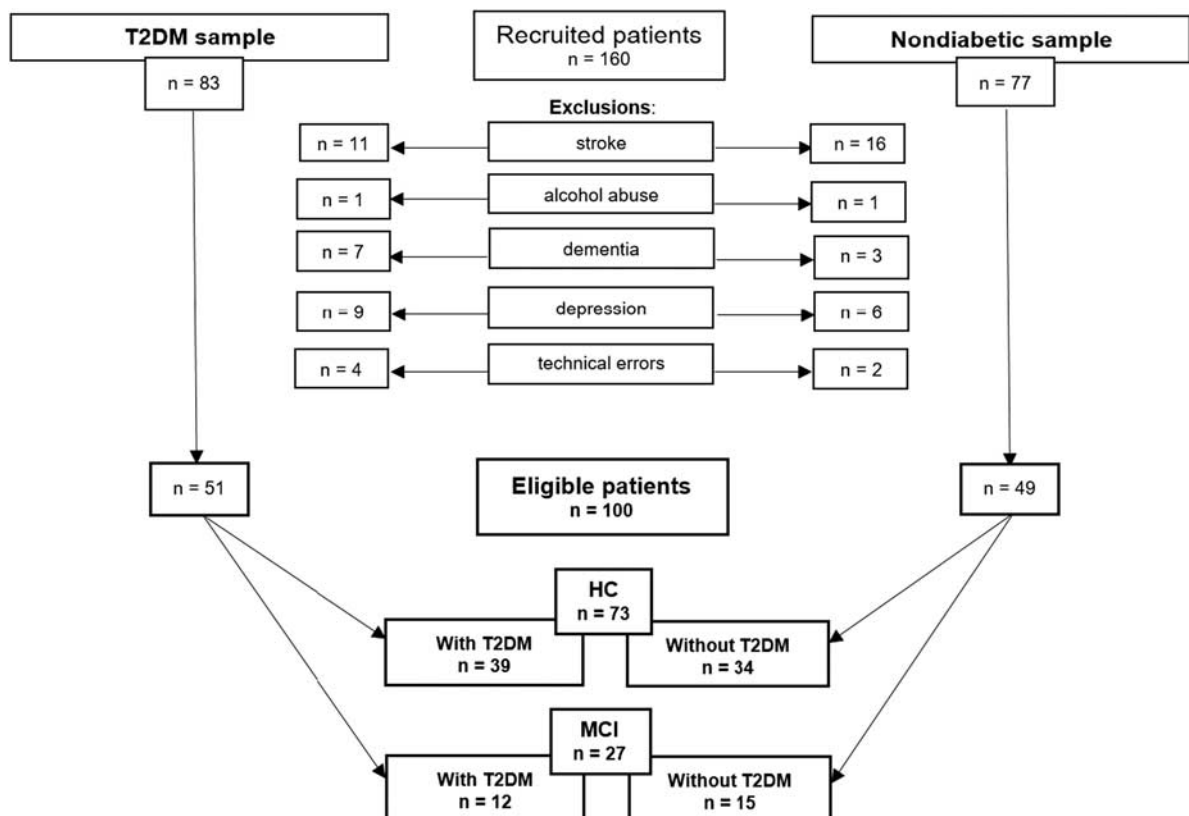 T2DM sample
n = 83
Recruited patients
n = 160
Nondiabetic sample
n = 77
Exclusions:
n = 11
stroke
n = 16
n = 1
alcohol abuse
n = 1
n = 7
dementia
n = 3
n = 9
depression
n = 6
n = 4
technical errors
n = 2
n = 51
Eligible patients
n = 100
n = 49
HC
n = 73
With T2DM
n = 39
Without T2DM
n = 34
MCI
n = 27
With T2DM
n = 12
Without T2DM
n = 15